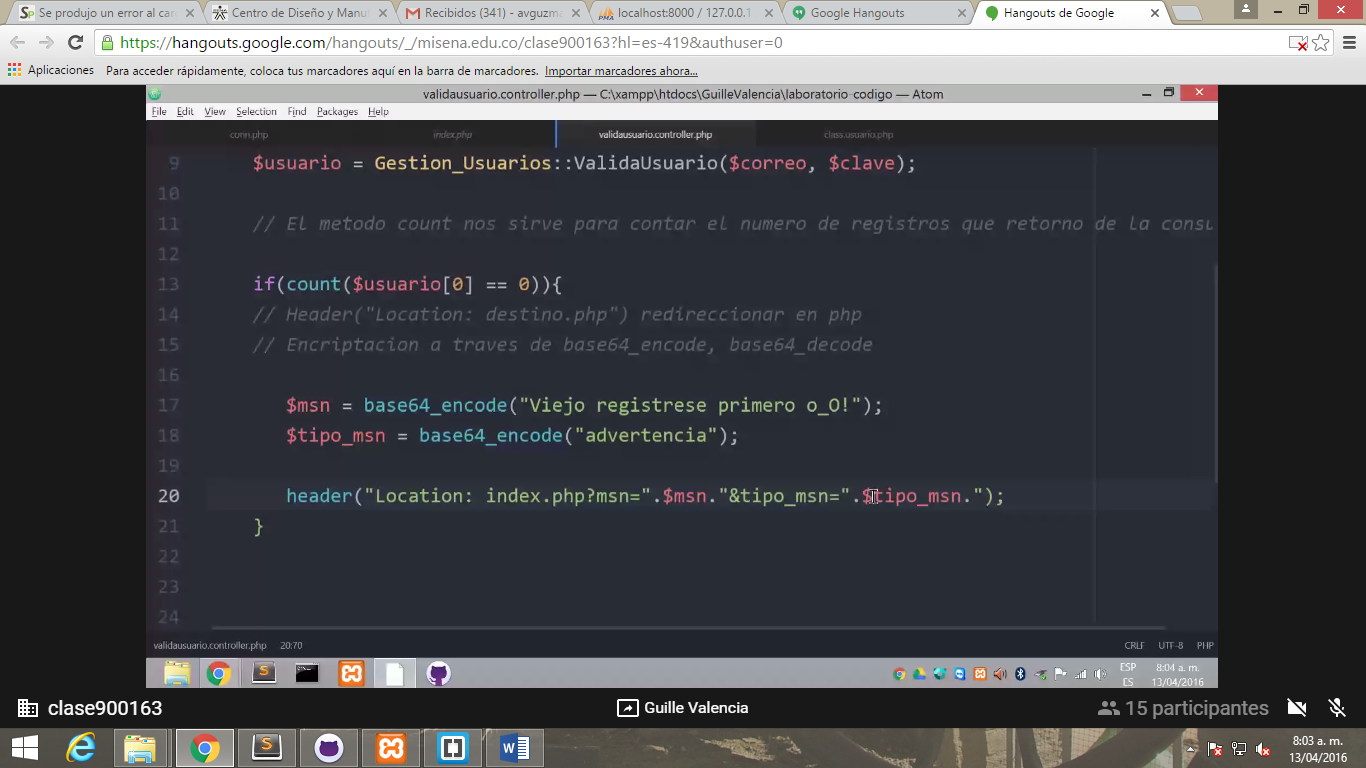 Se produjo un error al car
Centro de Diseño y Manu
Recibidos (341) - avguzma
localhost:8000 / 127.0.0.1
Google Hangouts
Hangouts de Google
https://hangouts.google.com/hangouts/_/misena.edu.co/clase900163?hl=es-419&authuser=0
Aplicaciones Para acceder rápidamente, coloca tus marcadores aquí en la barra de marcadores. Importar marcadores ahora...
validausuario.controller.php — C:\xampp\htdocs\GuilleValencia\laboratorio-codigo — Atom
File Edit View Selection Find Packages Help
conn.php index.php validausuario.controller.php class.usuario.php
9 $usuario = Gestion_Usuarios::ValidaUsuario($correo, $clave);
10
11 // El metodo count nos sirve para contar el numero de registros que retorno de la consu
12
13 if(count($usuario[0] == 0)){
14 // Header("Location: destino.php") redireccionar en php
15 // Encriptacion a traves de base64_encode, base64_decode
16
17 $msn = base64_encode("Viejo registrese primero o_O!");
18 $tipo_msn = base64_encode("advertencia");
19
20 header("Location: index.php?msn=".$msn."&tipo_msn=".$tipo_msn.");
21 }
22
23
24
validausuario.controller.php 20:70 CRLF UTF-8 PHP
ESP
ES
8:04 a. m.
13/04/2016
clase900163 Guille Valencia 15 participantes
8:03 a. m.
13/04/2016